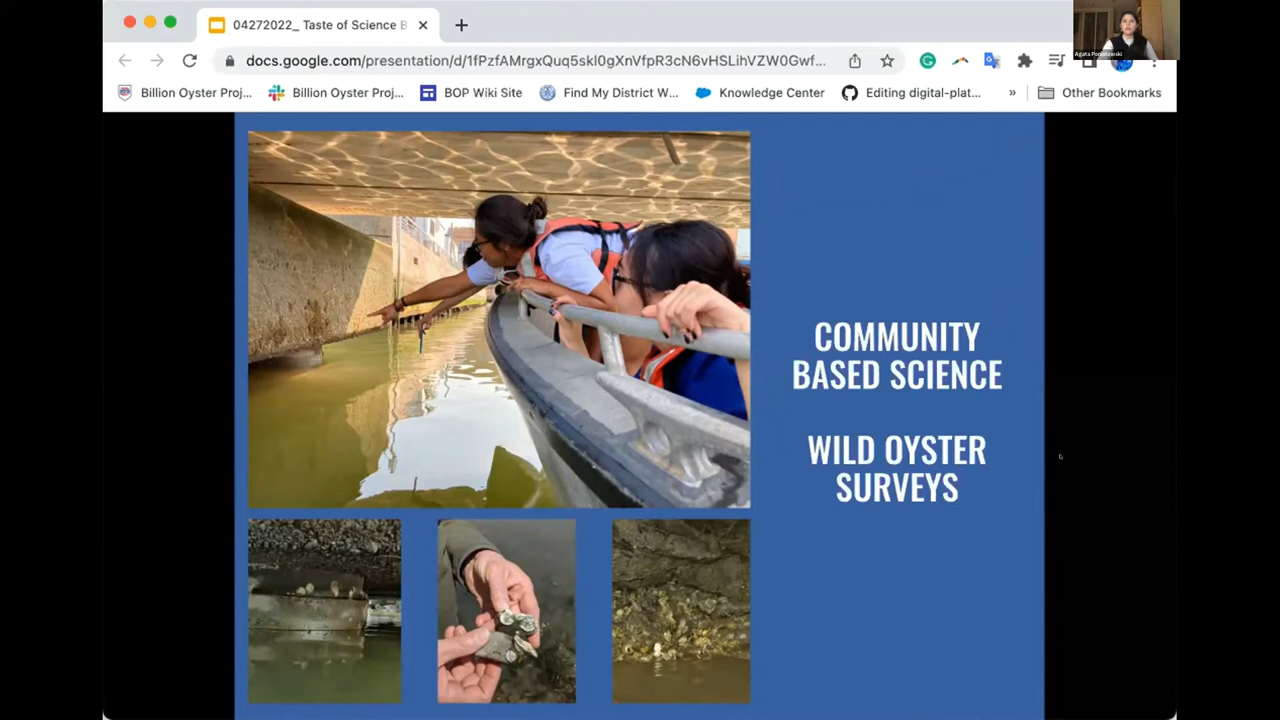 04272022_ Taste of Science B
docs.google.com/presentation/d/1fPzfAMrgxQuq5skl0gXnVfpR3cN6vHSLihVZW0Gwf...
Billion Oyster Proj...
Billion Oyster Proj...
BOP Wiki Site
Find My District W...
Knowledge Center
Editing digital-plat...
»
Other Bookmarks
COMMUNITY
BASED SCIENCE
WILD OYSTER
SURVEYS